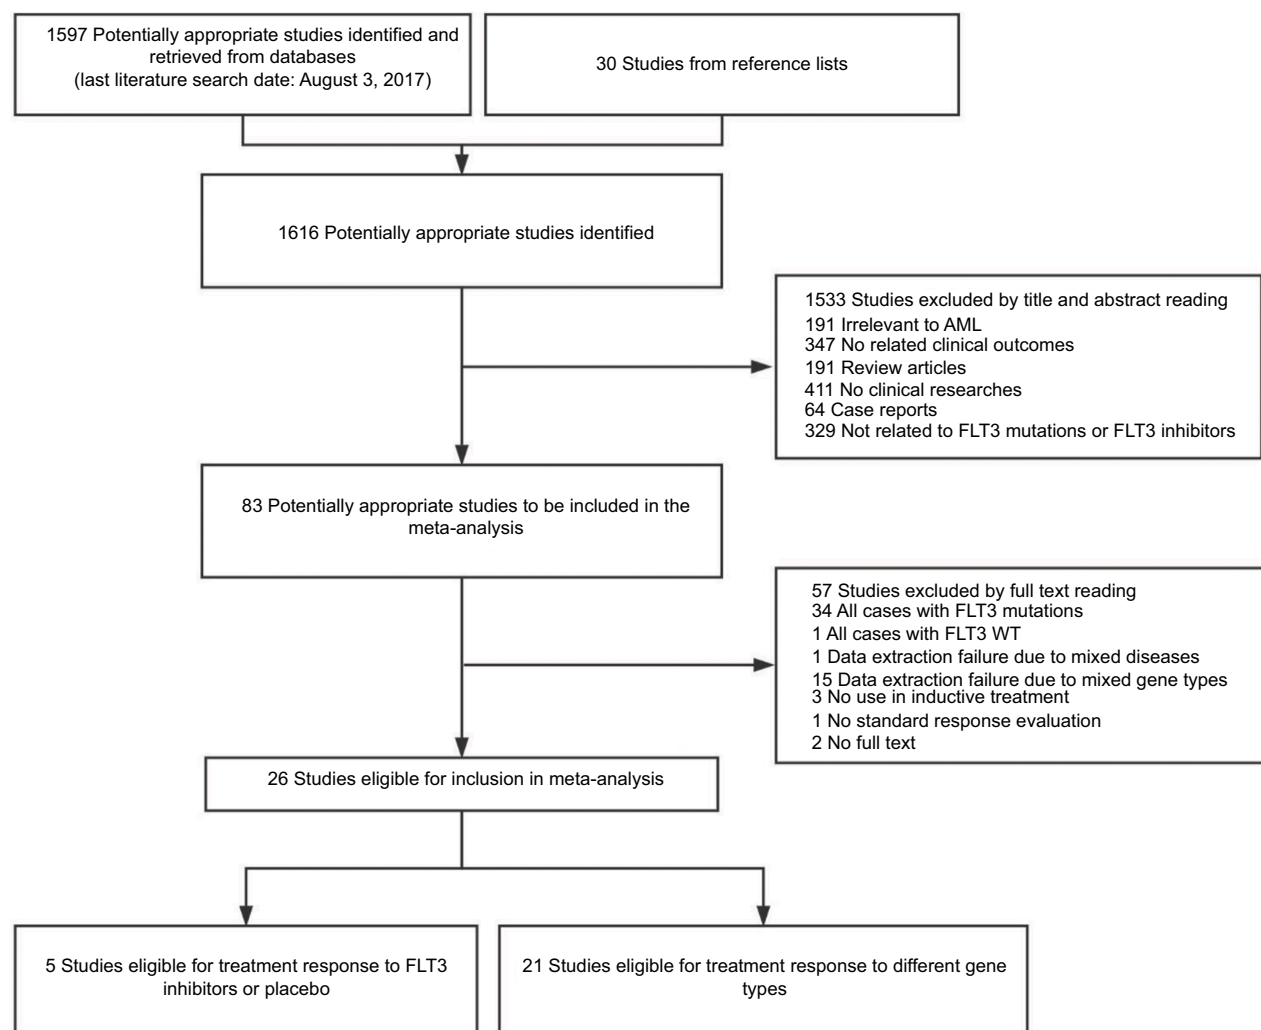 1597 Potentially appropriate studies identified and
retrieved from databases
(last literature search date: August 3, 2017)
30 Studies from reference lists
1616 Potentially appropriate studies identified
1533 Studies excluded by title and abstract reading
191 Irrelevant to AML
347 No related clinical outcomes
191 Review articles
411 No clinical researches
64 Case reports
329 Not related to FLT3 mutations or FLT3 inhibitors
83 Potentially appropriate studies to be included in the
meta-analysis
57 Studies excluded by full text reading
34 All cases with FLT3 mutations
1 All cases with FLT3 WT
1 Data extraction failure due to mixed diseases
15 Data extraction failure due to mixed gene types
3 No use in inductive treatment
1 No standard response evaluation
2 No full text
26 Studies eligible for inclusion in meta-analysis
5 Studies eligible for treatment response to FLT3
inhibitors or placebo
21 Studies eligible for treatment response to different gene
types